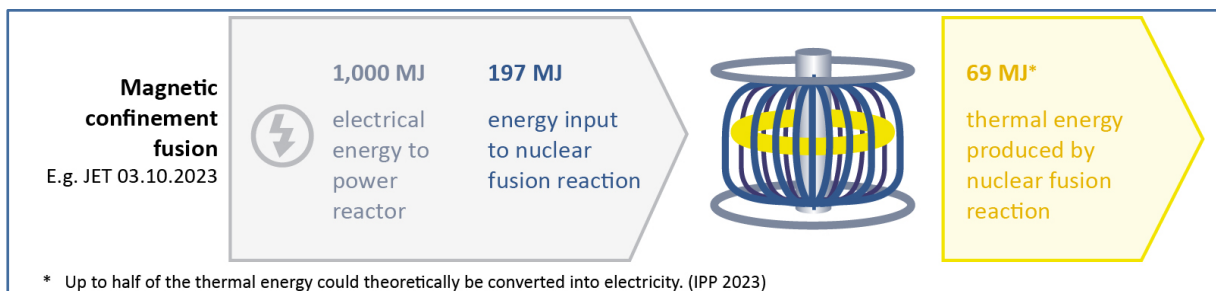 Magnetic
confinement
fusion
E.g. JET 03.10.2023
1,000 MJ
electrical
energy to
power
reactor
197 MJ
energy input
to nuclear
fusion reaction
69 MJ*
thermal energy
produced by
nuclear fusion
reaction
* Up to half of the thermal energy could theoretically be converted into electricity. (IPP 2023)